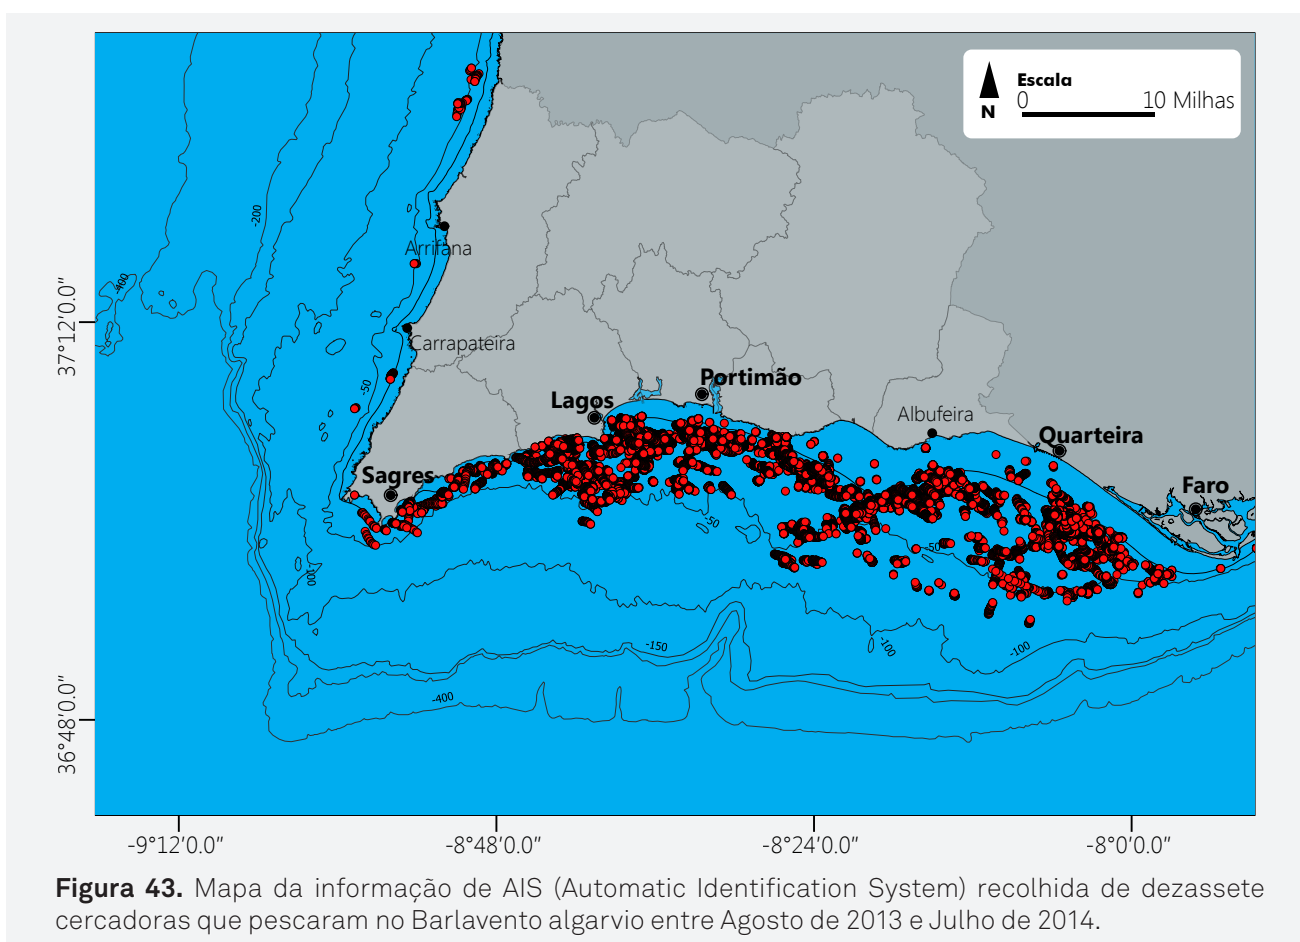 Escala
0 10 Milhas
N
-200
-400
Arrifana
37°12'0.0"
Carrapateira
-50
Portimão
Lagos
Albufeira
Quarteira
Sagres
Faro
-50
-50
-100
-100
-100
-150
-400
36°48'0.0"
-9°12'0.0" -8°48'0.0" -8°24'0.0" -8°0'0.0"
Figura 43. Mapa da informação de AIS (Automatic Identification System) recolhida de dezassete
cercadoras que pescaram no Barlavento algarvio entre Agosto de 2013 e Julho de 2014.